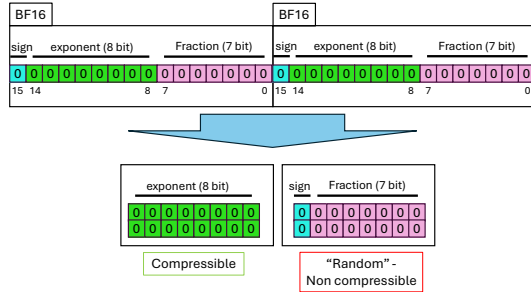 BF16 BF16
sign exponent (8 bit) Fraction (7 bit) sign exponent (8 bit) Fraction (7 bit)
0 0 0 0 0 0 0 0 0 0 0 0 0 0 0 0 0 0 0 0 0 0 0 0 0 0 0 0 0 0 0 0
15 14 8 7 0 15 14 8 7 0
exponent (8 bit) sign Fraction (7 bit)
0 0 0 0 0 0 0 0 0 0 0 0 0 0 0 0
0 0 0 0 0 0 0 0 0 0 0 0 0 0 0 0
Compressible “Random” -
Non compressible